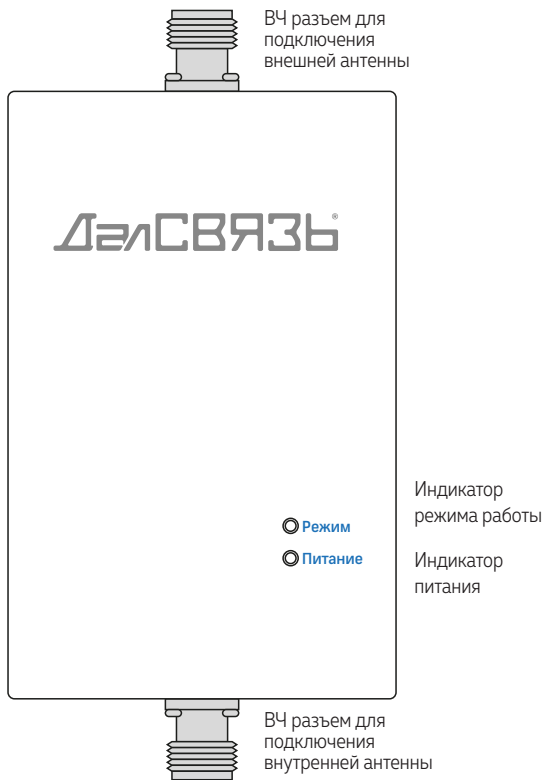 ВЧ разъем для
подключения
внешней антенны
ДалСВЯЗЬ®
Режим
Питание
Индикатор
режима работы
Индикатор
питания
ВЧ разъем для
подключения
внутренней антенны